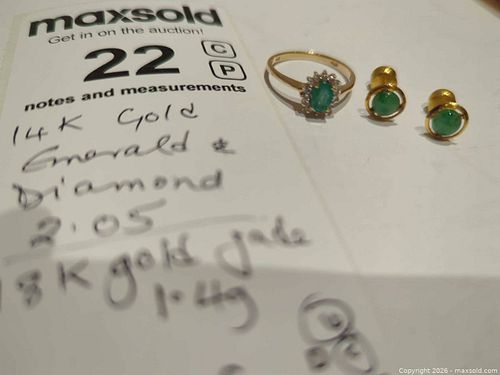 maxsold
Get in on the auction!
22
C
P
notes and measurements
14K Gold
Emerald &
Diamond
2.05
18K gold jade
1.44g
Copyright 2026 - maxsold.com